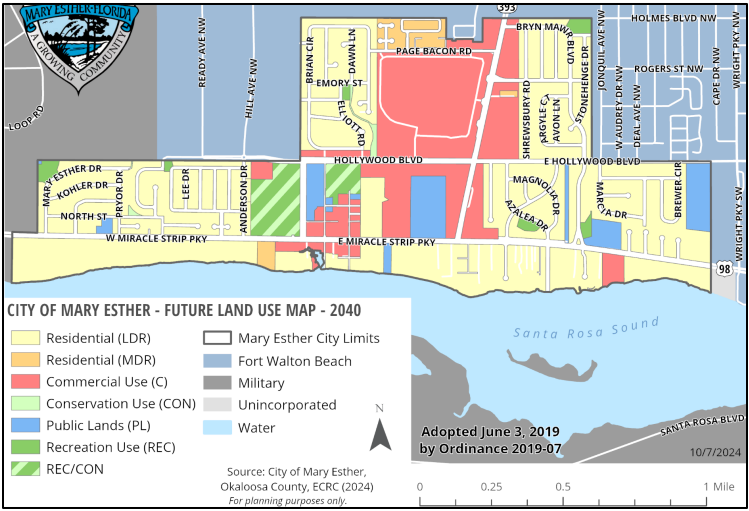 MARY ESTHER-FLORIDA
A GROWING COMMUNITY
LOOP RD
READY AVE NW
HILL AVE NW
BRIAN CIR
DAWN LN
PAGE BACON RD
EMORY ST
ELLIOTT RD
393
BRYN MAWR BLVD
SHREWSBURY RD
ARGYLE CT
AVON LN
STONEHENGE DR
JONQUIL AVE NW
HOLMES BLVD NW
ROGERS ST NW
W AUDREY DR NW
DEAL AVE NW
CAPE DR NW
WRIGHT PKY NW
HOLLYWOOD BLVD
E HOLLYWOOD BLVD
MARY ESTHER DR
KOHLER DR
PRYOR DR
NORTH ST
LEE DR
ANDERSON DR
MAGNOLIA DR
AZALEA DR
MARCYA DR
BREWER CIR
WRIGHT PKY SW
W MIRACLE STRIP PKY
E MIRACLE STRIP PKY
98
CITY OF MARY ESTHER - FUTURE LAND USE MAP - 2040
Residential (LDR)
Residential (MDR)
Commercial Use (C)
Conservation Use (CON)
Public Lands (PL)
Recreation Use (REC)
REC/CON
Mary Esther City Limits
Fort Walton Beach
Military
Unincorporated
Water
N
Source: City of Mary Esther,
Okaloosa County, ECRC (2024)
For planning purposes only.
Santa Rosa Sound
Adopted June 3, 2019
by Ordinance 2019-07
SANTA ROSA BLVD
10/7/2024
0 0.25 0.5 1 Mile